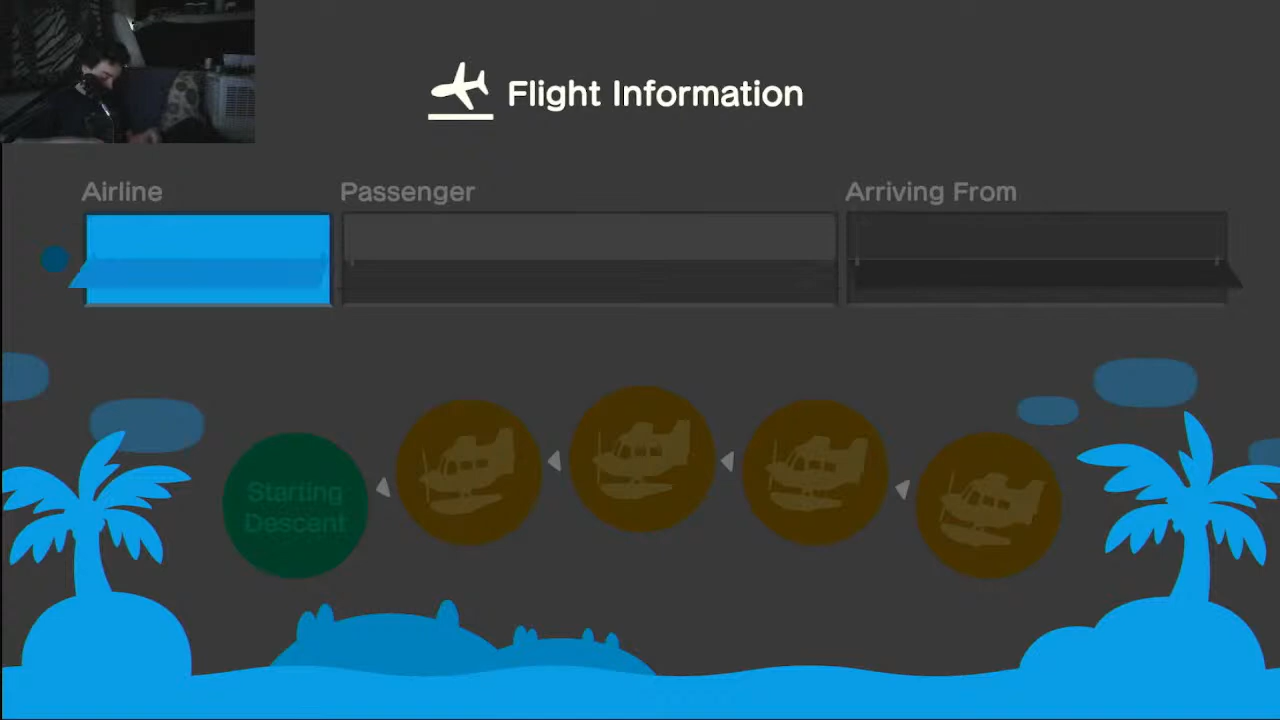 Flight Information
Airline
Passenger
Arriving From
Starting
Descent